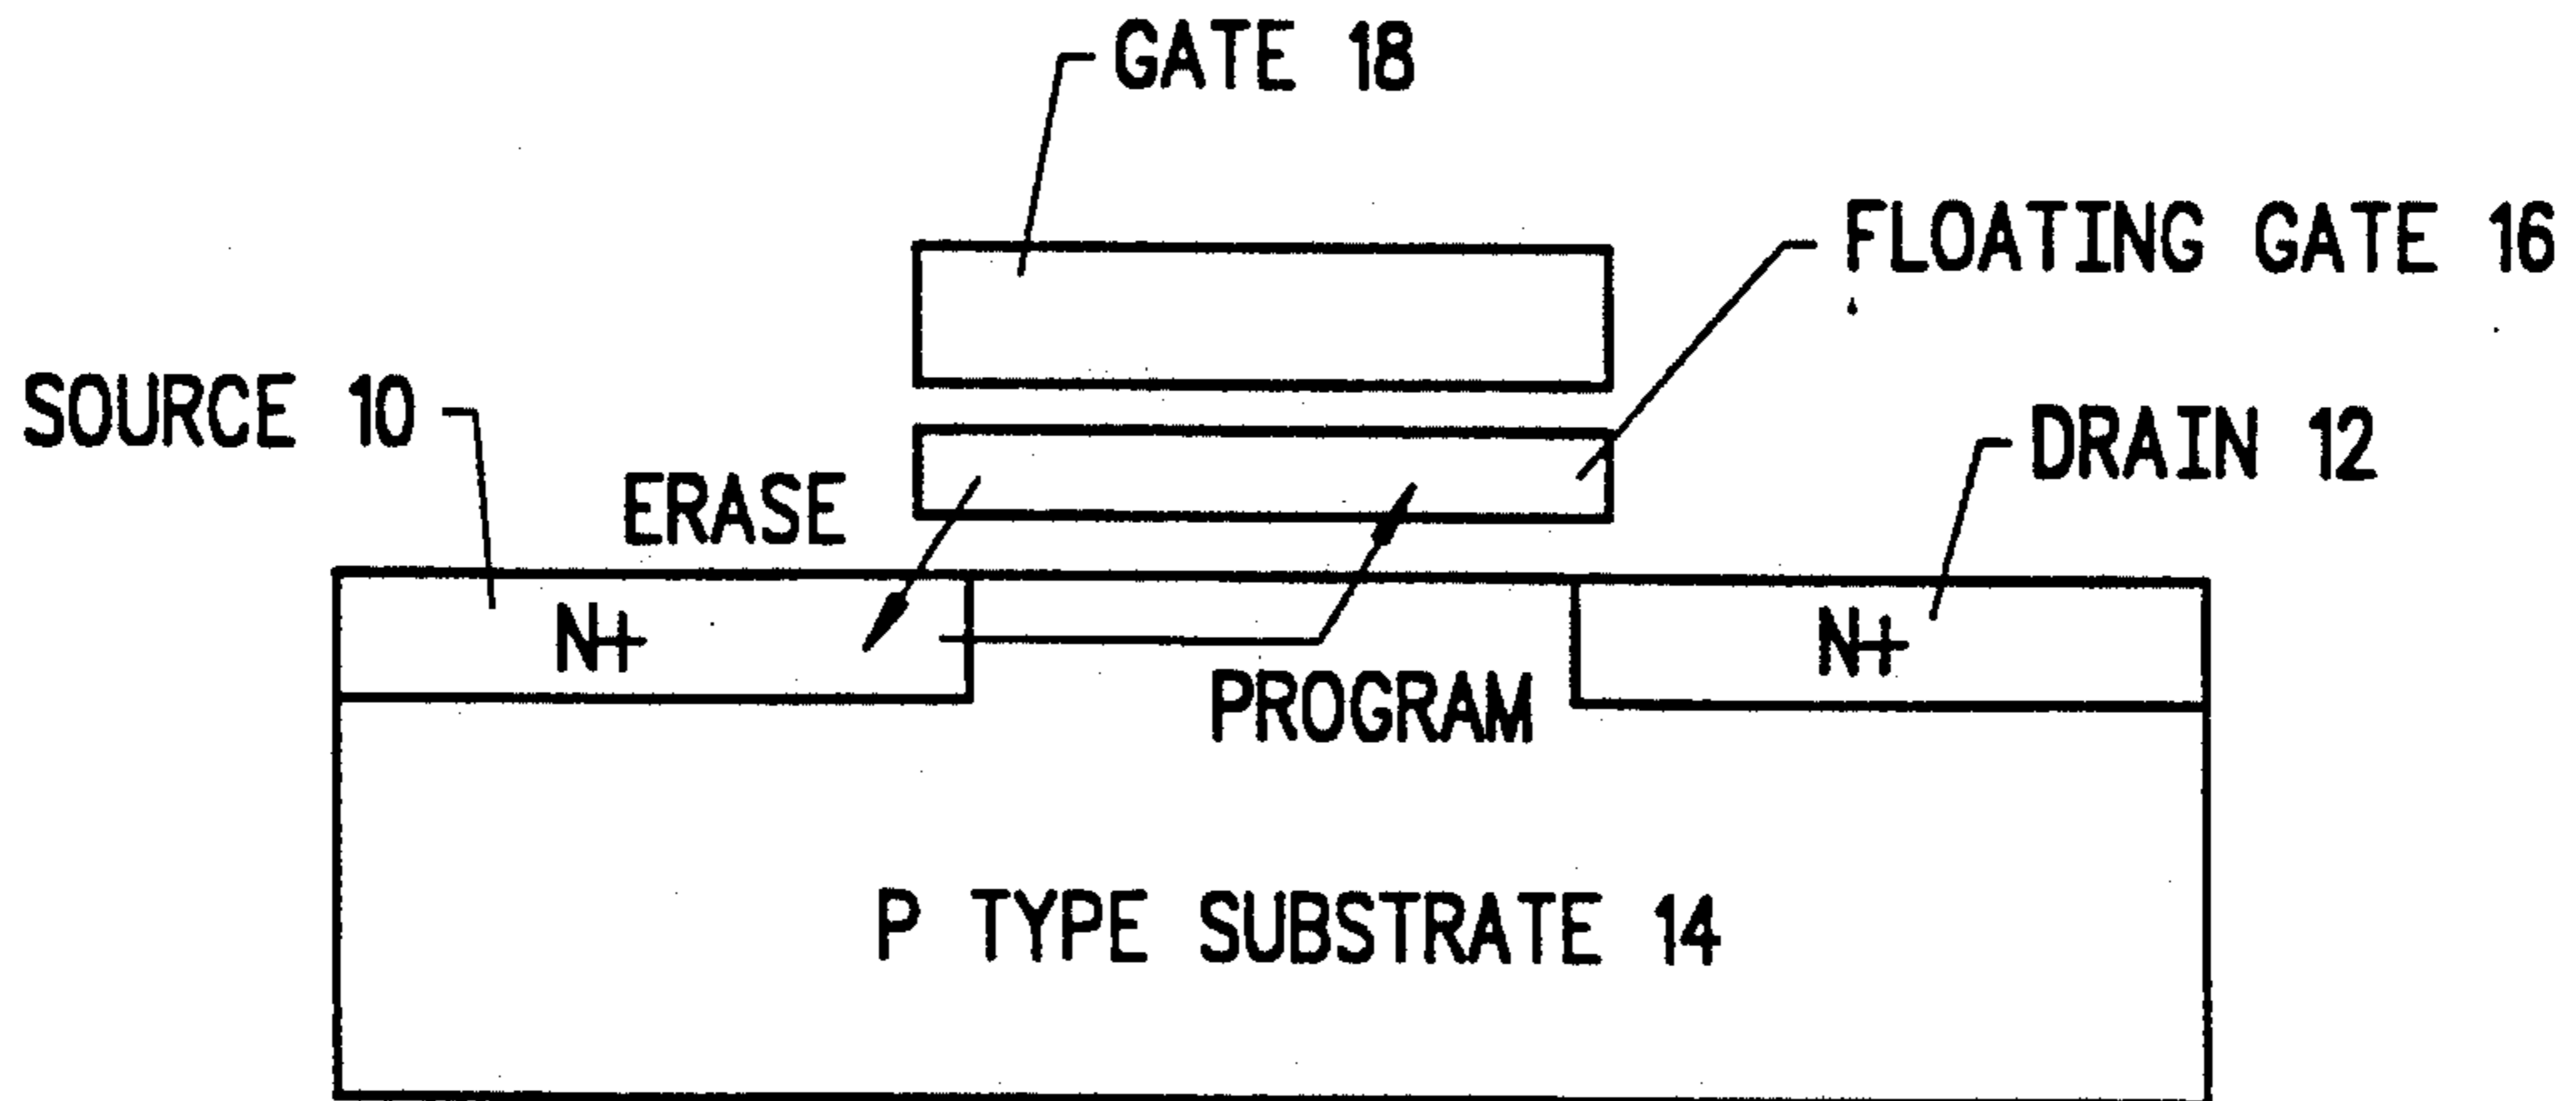 GATE 18
FLOATING GATE 16
SOURCE 10
DRAIN 12
ERASE
N+
N+
PROGRAM
P TYPE SUBSTRATE 14